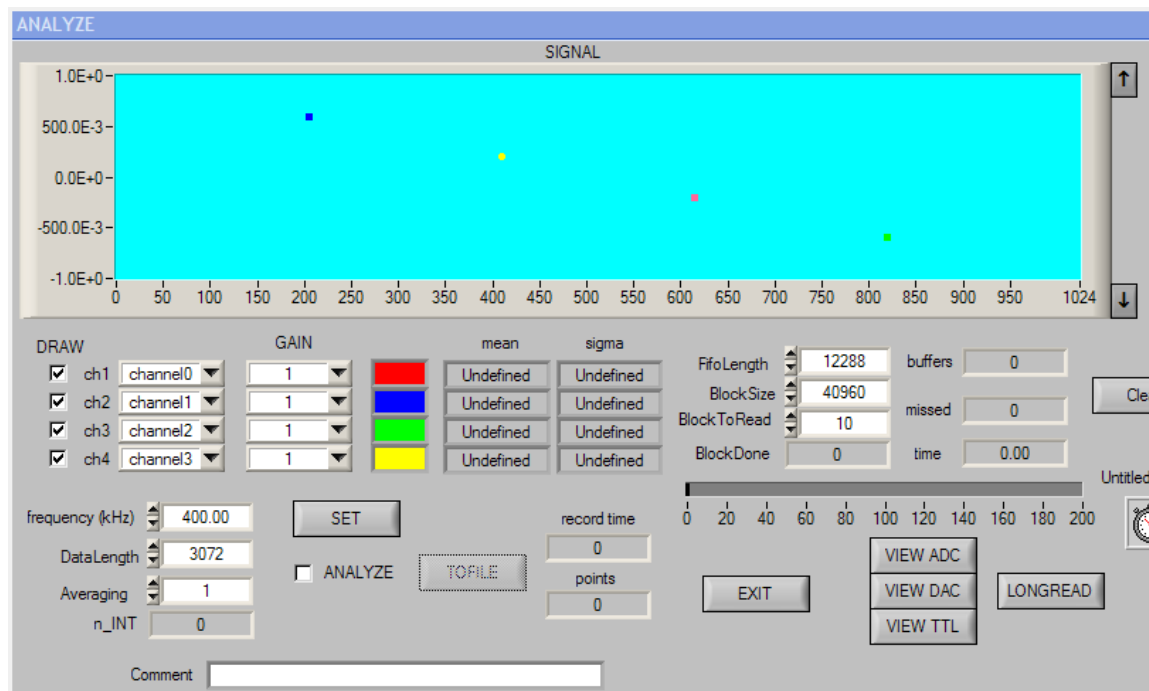 ANALYZE
SIGNAL
1.0E+0
500.0E-3
0.0E+0
-500.0E-3
-1.0E+0
0 50 100 150 200 250 300 350 400 450 500 550 600 650 700 750 800 850 900 950 1024
DRAW GAIN mean sigma
ch1 channel0 1 Undefined Undefined
ch2 channel1 1 Undefined Undefined
ch3 channel2 1 Undefined Undefined
ch4 channel3 1 Undefined Undefined
FifoLength 12288 buffers 0
BlockSize 40960
BlockToRead 10 missed 0
BlockDone 0 time 0.00
Clea
Untitled
0 20 40 60 80 100 120 140 160 180 200
frequency (kHz) 400.00 SET record time
0
DataLength 3072
ANALYZE TOFILE
points
0
Averaging 1
n_INT 0
EXIT
VIEW ADC
VIEW DAC
VIEW TTL
LONGREAD
Comment